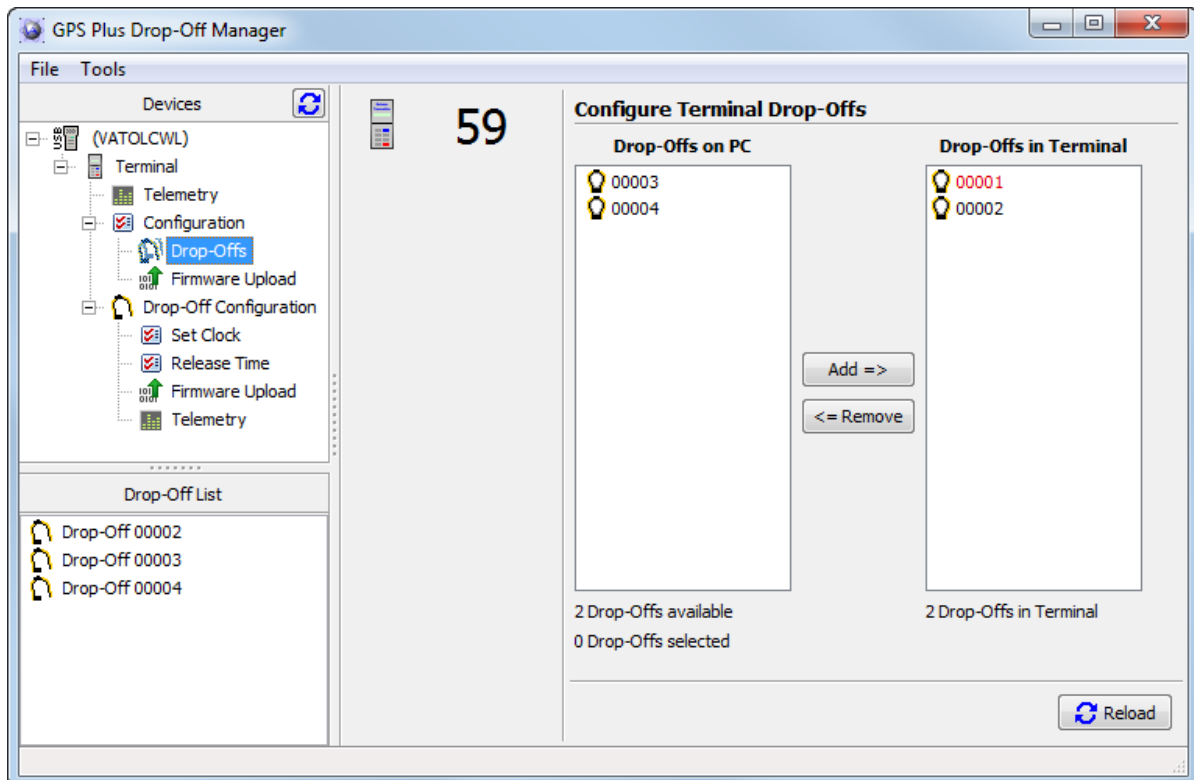 GPS Plus Drop-Off Manager
File Tools
Devices
(VATOLCWL)
Terminal
Telemetry
Configuration
Drop-Offs
Firmware Upload
Drop-Off Configuration
Set Clock
Release Time
Firmware Upload
Telemetry
Drop-Off List
Drop-Off 00002
Drop-Off 00003
Drop-Off 00004
59
Configure Terminal Drop-Offs
Drop-Offs on PC
00003
00004
2 Drop-Offs available
0 Drop-Offs selected
Add =>
<= Remove
Drop-Offs in Terminal
00001
00002
2 Drop-Offs in Terminal
Reload